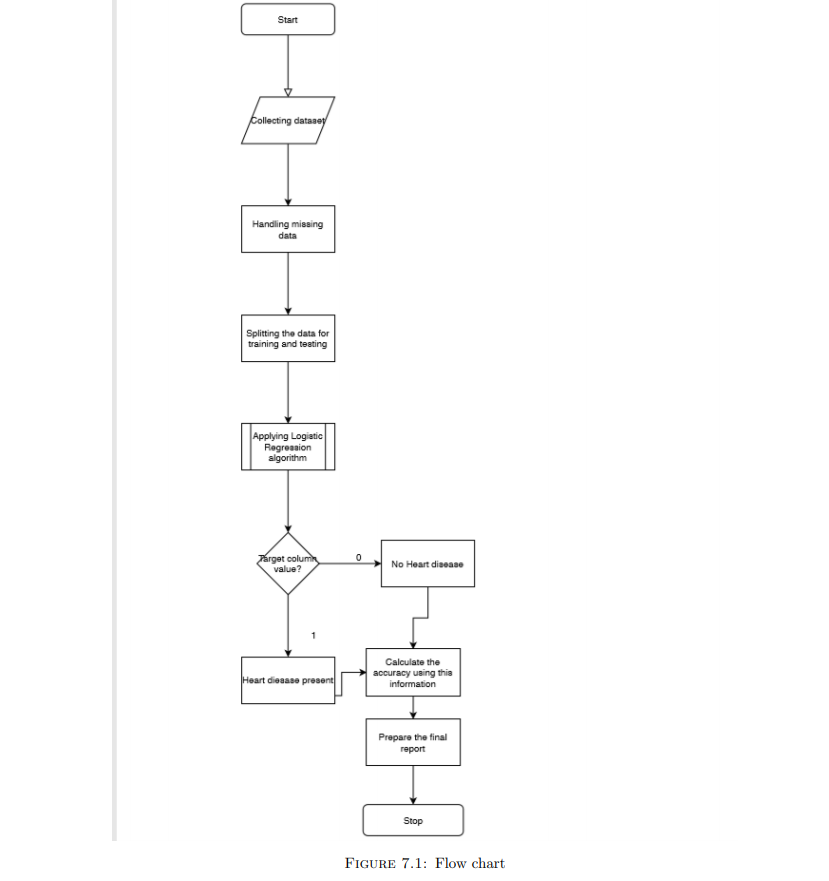 Start
Collecting dataset
Handling missing
data
Splitting the data for
training and testing
Applying Logistic
Regression
algorithm
Target column
value?
0
No Heart disease
1
Heart diesase present
Calculate the
accuracy using this
information
Prepare the final
report
Stop
FIGURE 7.1: Flow chart